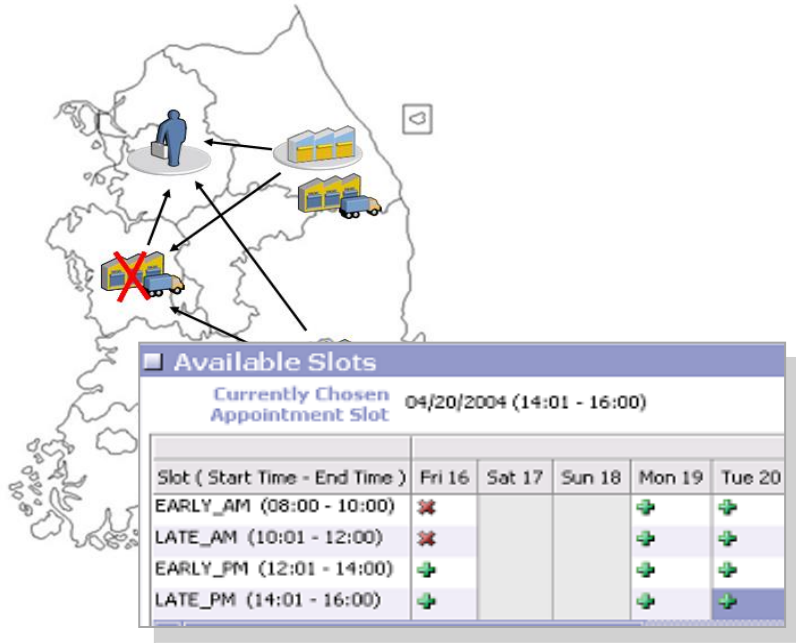 Available Slots
Currently Chosen
Appointment Slot
04/20/2004 (14:01 - 16:00)
Slot ( Start Time - End Time ) Fri 16 Sat 17 Sun 18 Mon 19 Tue 20
EARLY_AM (08:00 - 10:00)
LATE_AM (10:01 - 12:00)
EARLY_PM (12:01 - 14:00)
LATE_PM (14:01 - 16:00)